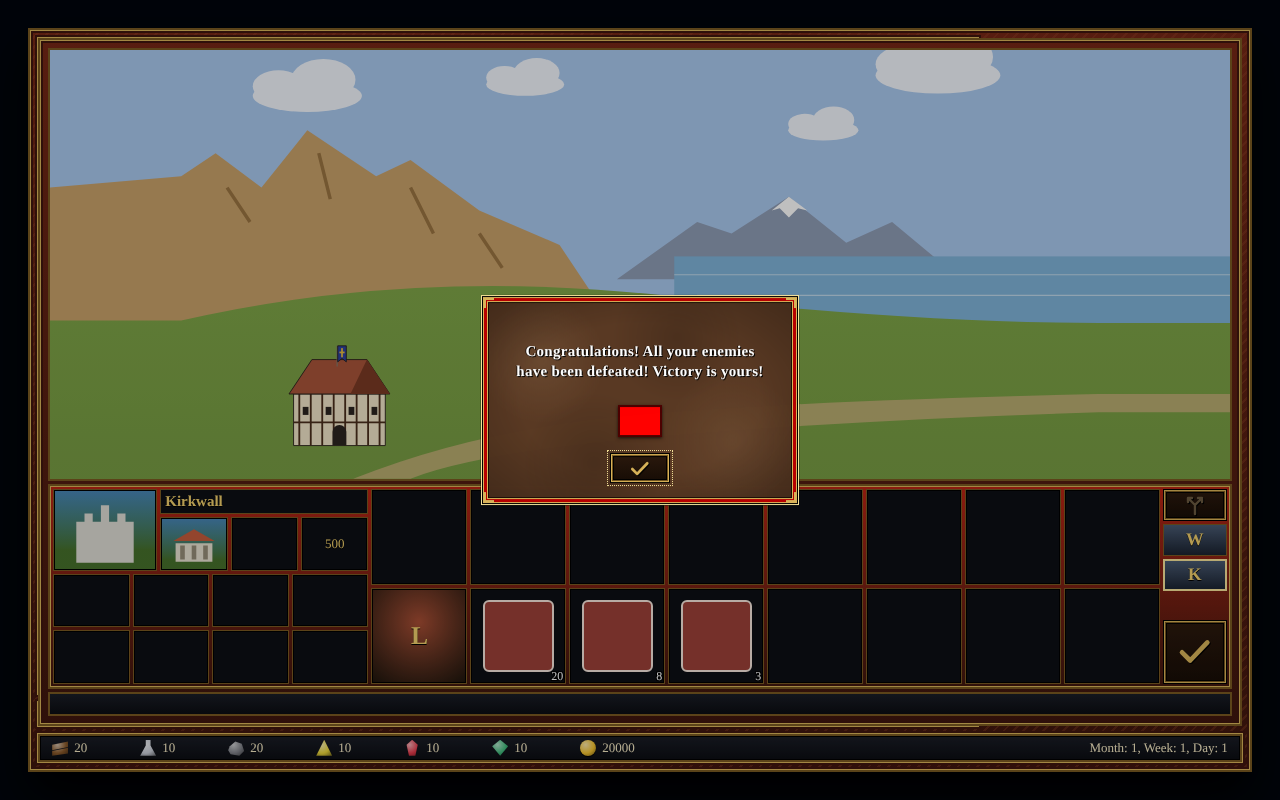 Congratulations! All your enemies
have been defeated! Victory is yours!
Kirkwall
500
W
K
L
20
8
3
20
10
20
10
10
10
20000
Month: 1, Week: 1, Day: 1